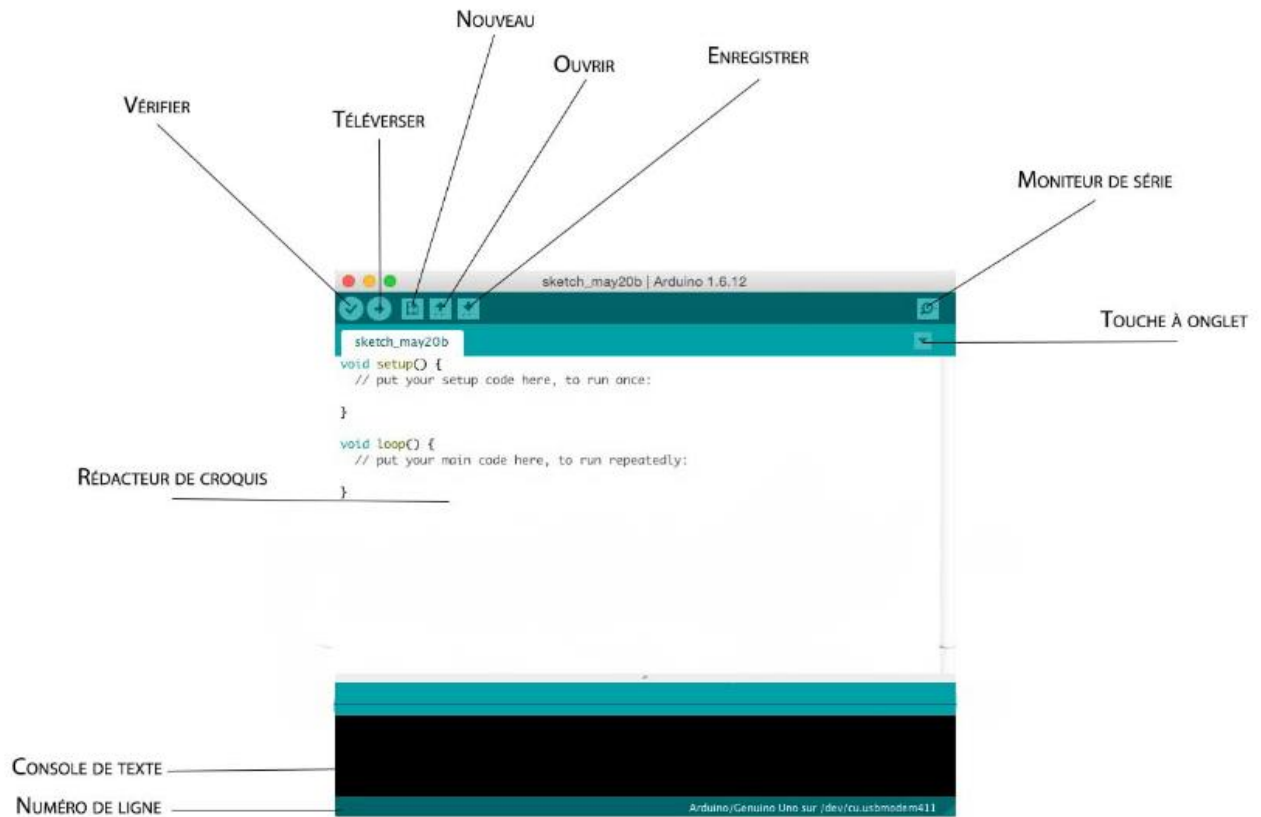 NOUVEAU
OUVRIR
ENREGISTRER
VÉRIFIER
TÉLÉVERSER
MONITEUR DE SÉRIE
sketch_may20b | Arduino 1.6.12
TOUCHE À ONGLET
sketch_may20b
void setup() {
// put your setup code here, to run once:
}
void loop() {
// put your main code here, to run repeatedly:
RÉDACTEUR DE CROQUIS
}
CONSOLE DE TEXTE
NUMÉRO DE LIGNE
Arduino/Genuino Uno sur /dev/cu.usbmodem411